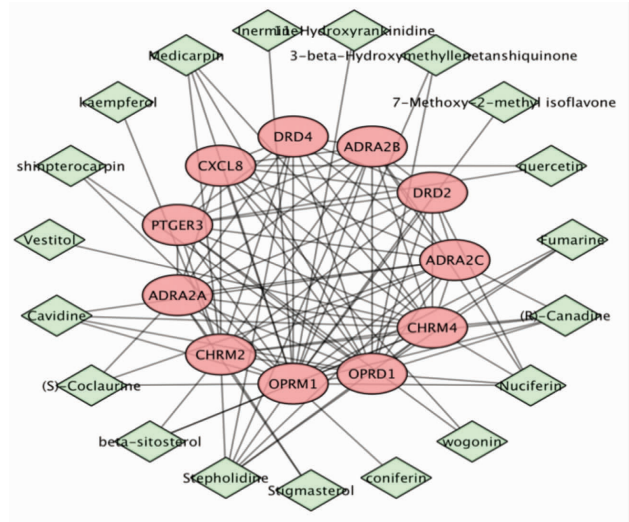 Inermine
11-Hydroxyrankinidine
Medicarpin
3-beta-Hydroxymethyllenetanshiquinone
kaempferol
7-Methoxy-2-methyl isoflavone
DRD4
ADRA2B
CXCL8
shinpterocarpin
quercetin
DRD2
PTGER3
Vestitol
Fumarine
ADRA2C
ADRA2A
Cavidine
(R)-Canadine
CHRM4
CHRM2
OPRD1
OPRM1
(S)-Coclaurine
Nuciferin
beta-sitosterol
wogonin
Stepholidine
coniferin
Stigmasterol